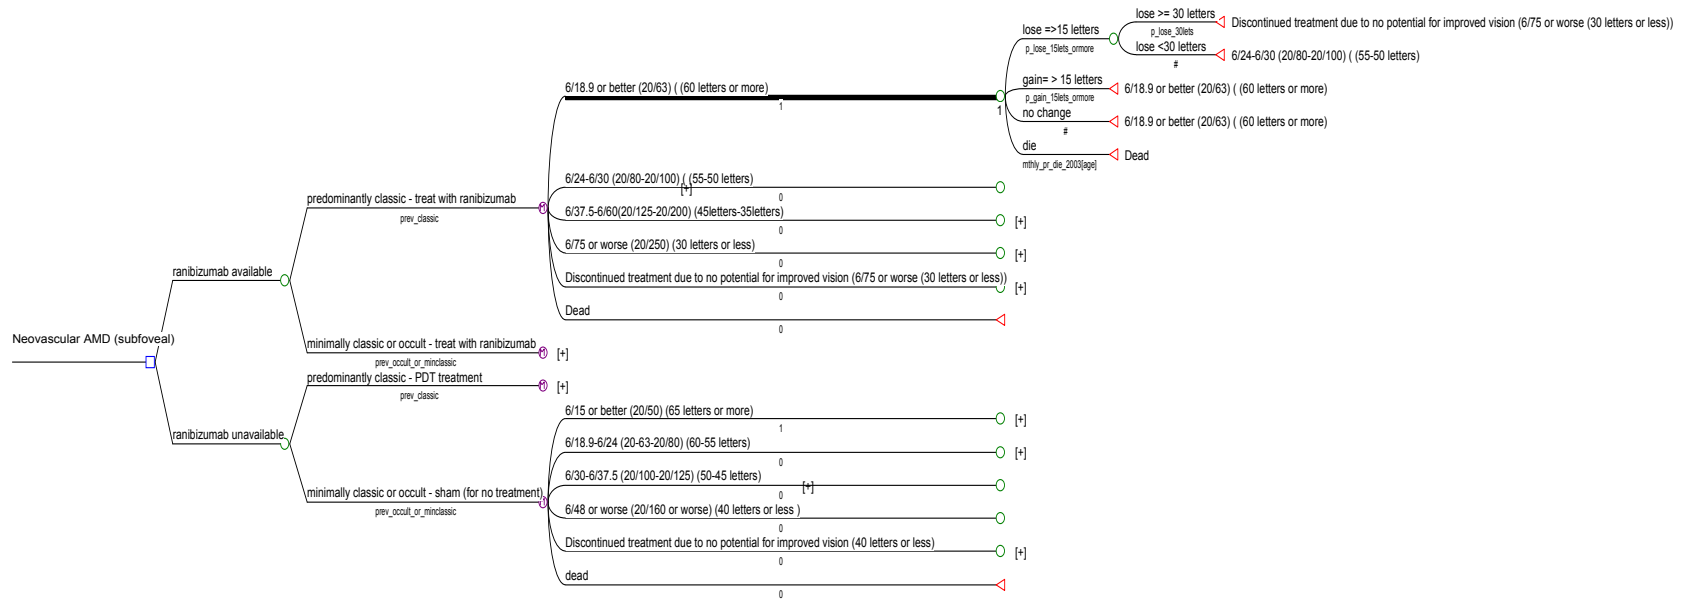 lose >= 30 letters
Discontinued treatment due to no potential for improved vision (6/75 or worse (30 letters or less))
p_lose_30lets
lose =>15 letters
p_lose_15lets_ormore
lose <30 letters
6/24-6/30 (20/80-20/100) ( (55-50 letters)
#
gain= > 15 letters
6/18.9 or better (20/63) ( (60 letters or more)
p_gain_15lets_ormore
6/18.9 or better (20/63) ( (60 letters or more)
1
1
no change
6/18.9 or better (20/63) ( (60 letters or more)
#
die
Dead
mthly_pr_die_2003[age]
6/24-6/30 (20/80-20/100) ( (55-50 letters)
[+]
0
predominantly classic - treat with ranibizumab
M
prev_classic
6/37.5-6/60(20/125-20/200) (45letters-35letters)
[+]
0
6/75 or worse (20/250) (30 letters or less)
[+]
0
ranibizumab available
Discontinued treatment due to no potential for improved vision (6/75 or worse (30 letters or less))
[+]
0
Dead
0
Neovascular AMD (subfoveal)
minimally classic or occult - treat with ranibizumab
M
[+]
prev_occult_or_minclassic
predominantly classic - PDT treatment
M
[+]
prev_classic
6/15 or better (20/50) (65 letters or more)
[+]
1
ranibizumab unavailable
6/18.9-6/24 (20-63-20/80) (60-55 letters)
[+]
0
6/30-6/37.5 (20/100-20/125) (50-45 letters)
[+]
0
minimally classic or occult - sham (for no treatment)
M
prev_occult_or_minclassic
6/48 or worse (20/160 or worse) (40 letters or less )
0
Discontinued treatment due to no potential for improved vision (40 letters or less)
[+]
0
dead
0